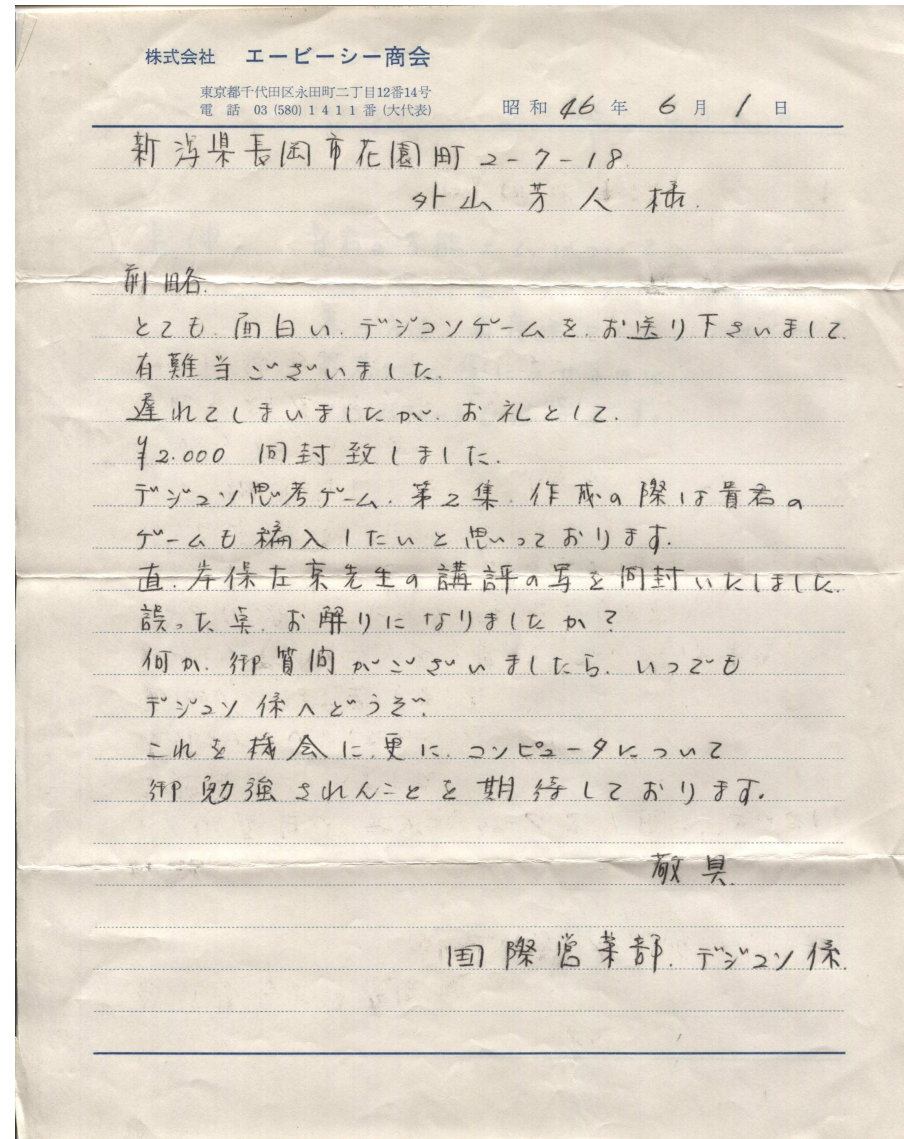 株式会社 エービーシー商会
東京都千代田区永田町二丁目12番14号
電話 03(580)1411番(大代表)
昭和46年6月1日
新潟県長岡市花園町2-7-18.
外山芳人様.
前略.
とても.面白い.デジコンゲームを.お送り下さいまして
有難当ございました.
遅れてしまいましたが.お礼として.
¥2.000 同封致しました.
デジコン思考ゲーム.第2集.作成の際は貴君の
ゲームも編入したいと思っております.
直.岸保左京先生の講評の写を同封いたしました.
誤った点.お解りになりましたか?
何か.御質問がございましたら.いつでも
デジコン係へどうぞ.
これを機会に.更に.コンピュータについて
御勉強されんことを期待しております.
敬具.
国際営業部.デジコン係.